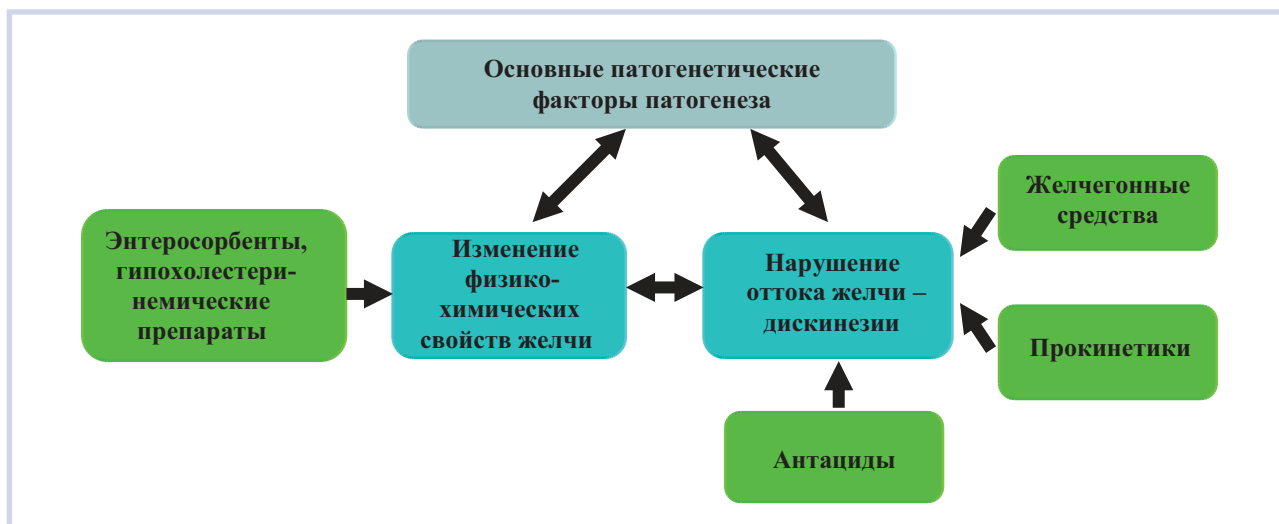 Основные патогенетические
факторы патогенеза
Энтеросорбенты,
гипохолестери-
немические
препараты
Изменение
физико-
химических
свойств желчи
Нарушение
оттока желчи –
дискинезии
Желчегонные
средства
Прокинетики
Антациды